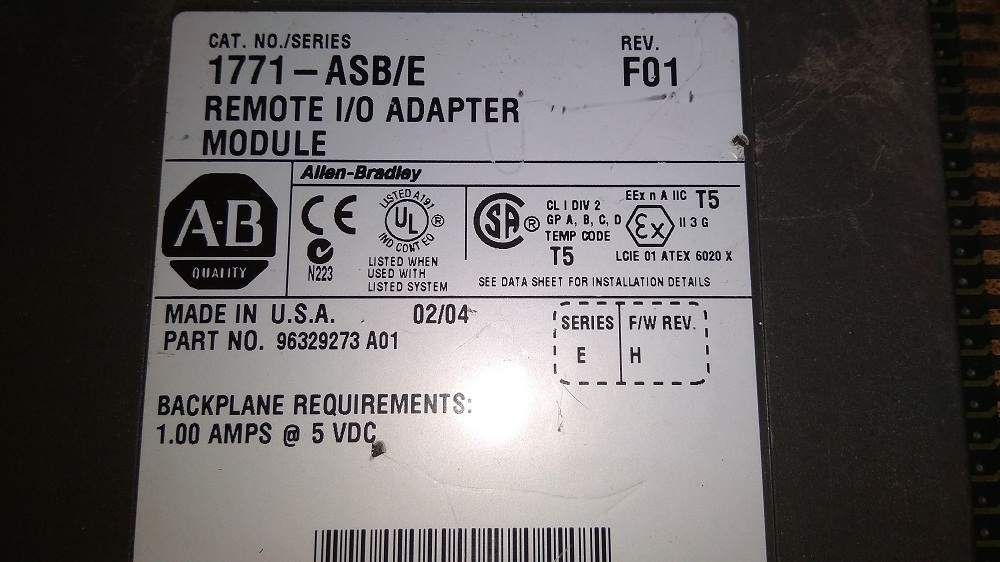 CAT. NO./SERIES
REV.
1771-ASB/E
F01
REMOTE I/O ADAPTER
MODULE
Allen-Bradley
A-B
QUALITY
CE
N223
LISTED A191
UL ®
IND CONT EQ
LISTED WHEN
USED WITH
LISTED SYSTEM
SA ®
CL I DIV 2
GP A, B, C, D
TEMP CODE
T5
EEx n A IIC T5
Ex II 3 G
LCIE 01 ATEX 6020 X
SEE DATA SHEET FOR INSTALLATION DETAILS
MADE IN U.S.A. 02/04
PART NO. 96329273 A01
SERIES F/W REV.
E H
BACKPLANE REQUIREMENTS:
1.00 AMPS @ 5 VDC